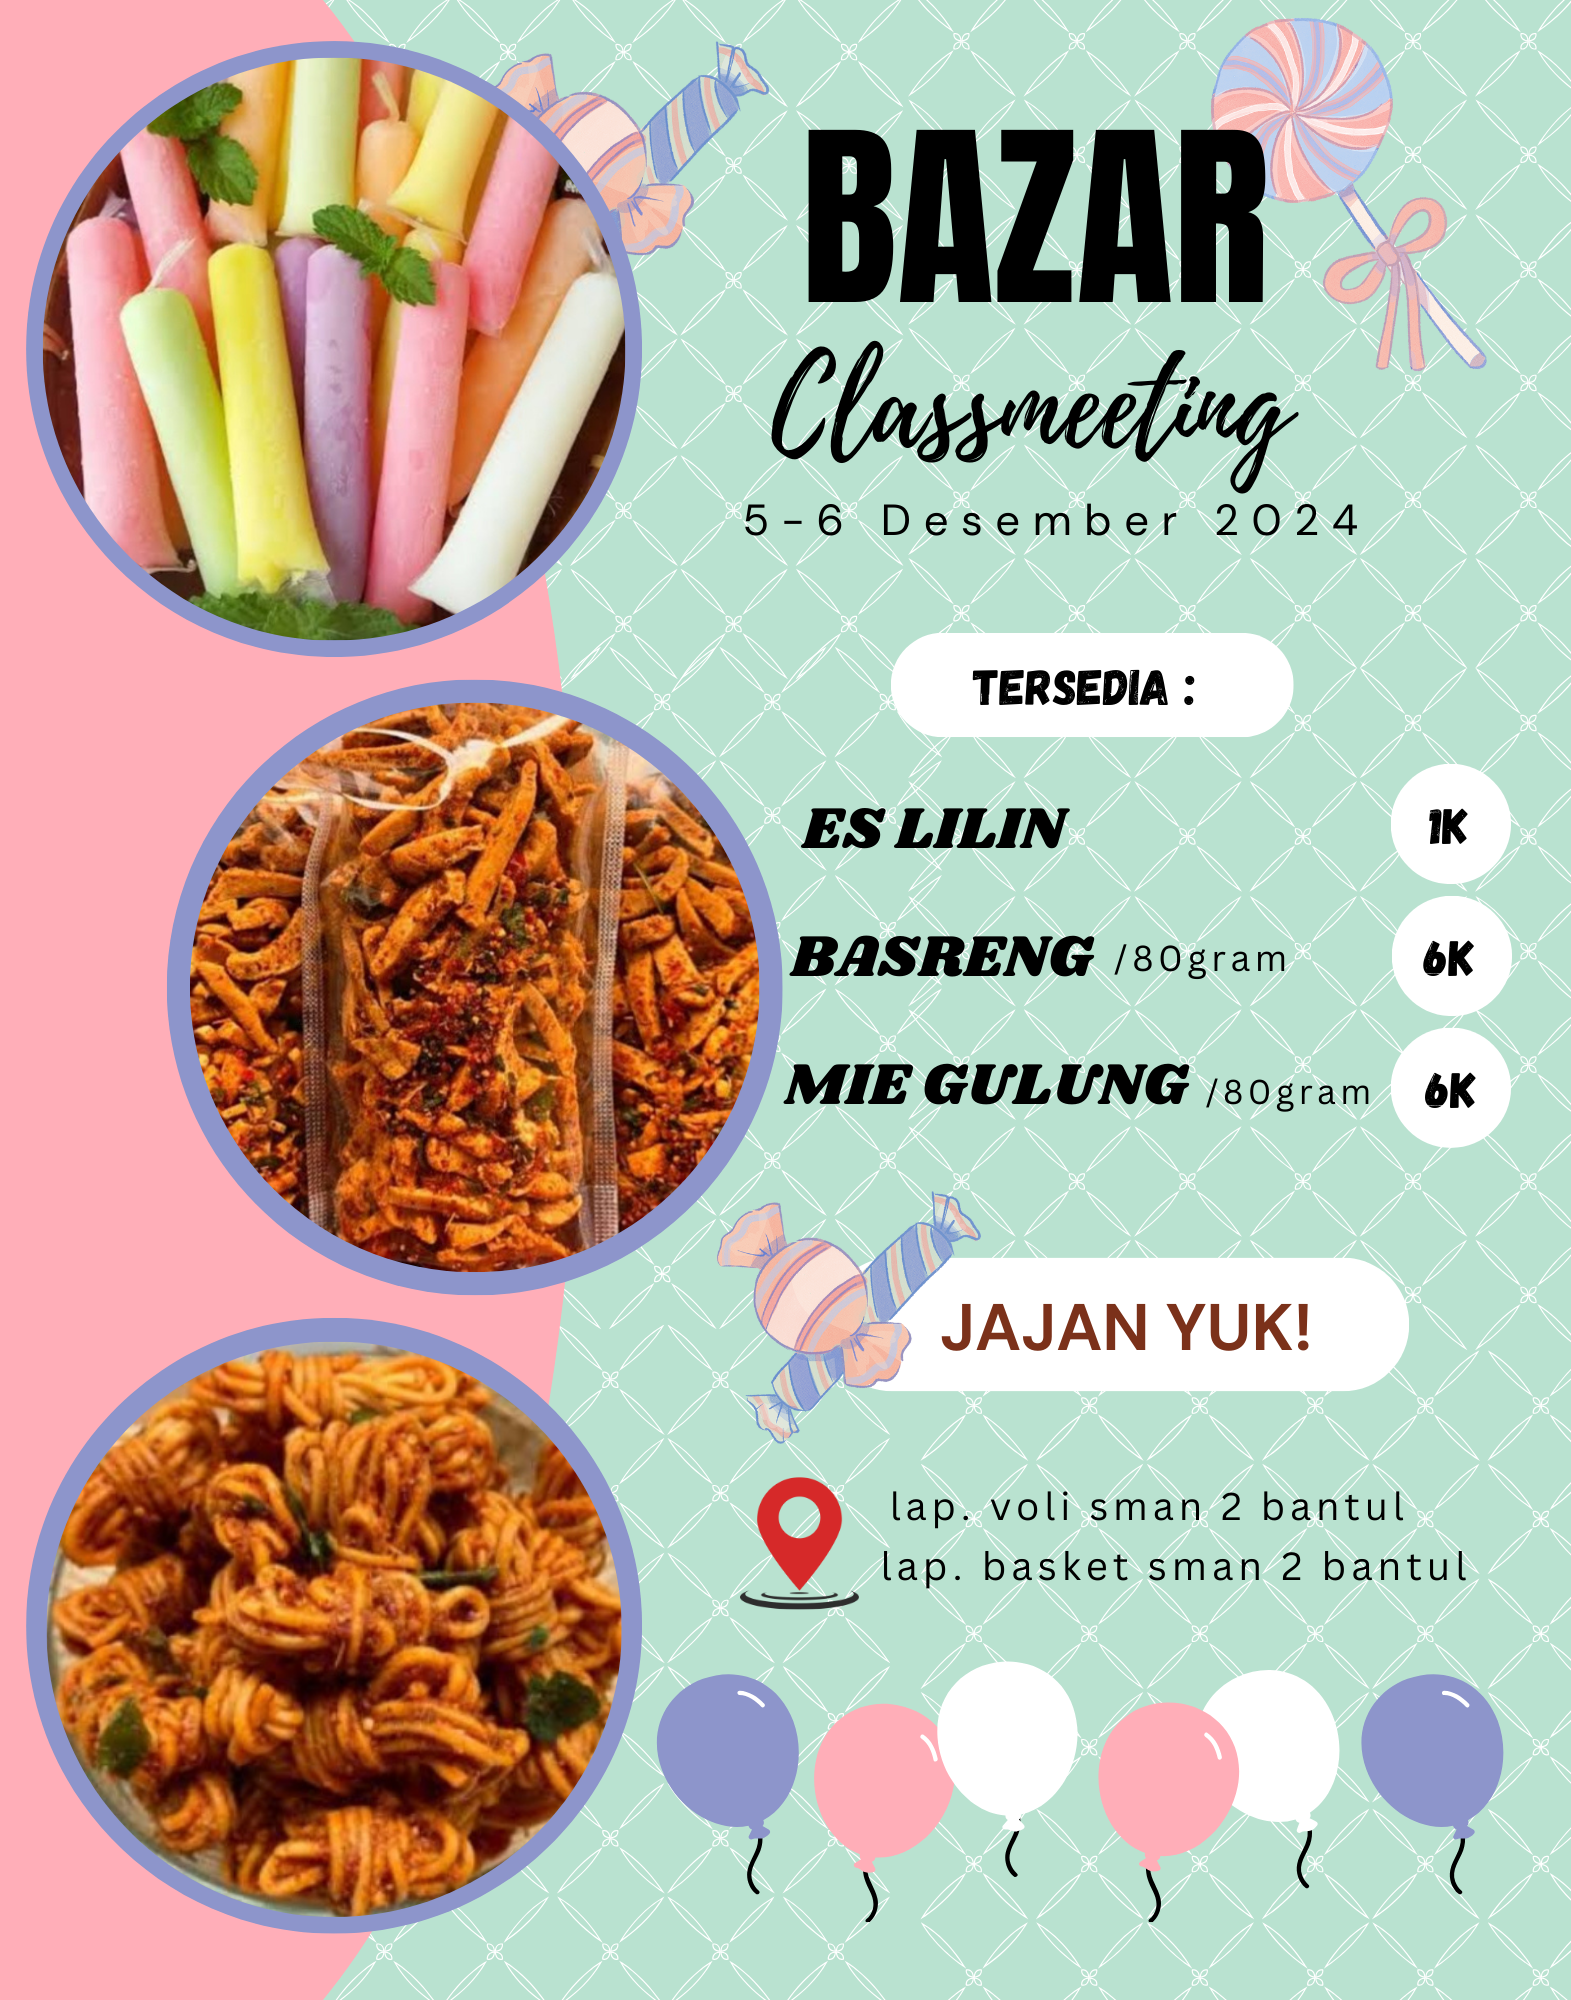 BAZAR
Classmeeting
5-6 Desember 2024
TERSEDIA :
ES LILIN 1K
BASRENG /80gram 6K
MIE GULUNG /80gram 6K
JAJAN YUK!
lap. voli sman 2 bantul
lap. basket sman 2 bantul